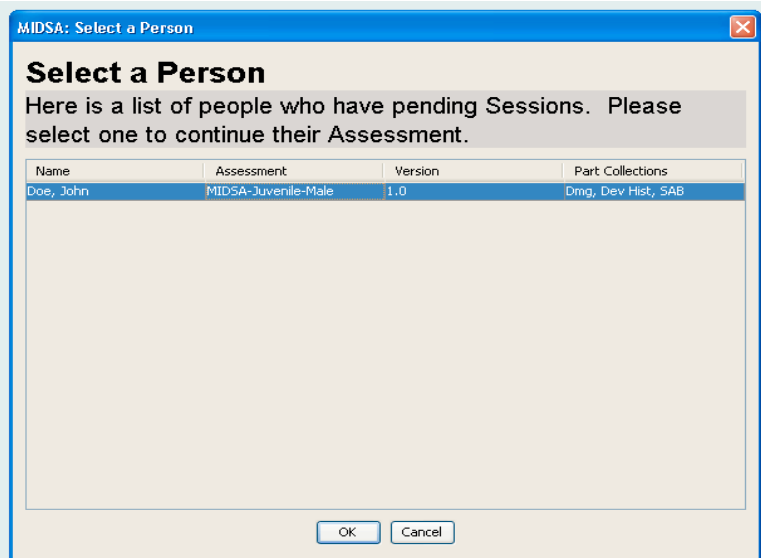 MIDSA: Select a Person
Select a Person
Here is a list of people who have pending Sessions.  Please
select one to continue their Assessment.
Name Assessment Version Part Collections
Doe, John MIDSA-Juvenile-Male 1.0 Dmg, Dev Hist, SAB
OK Cancel